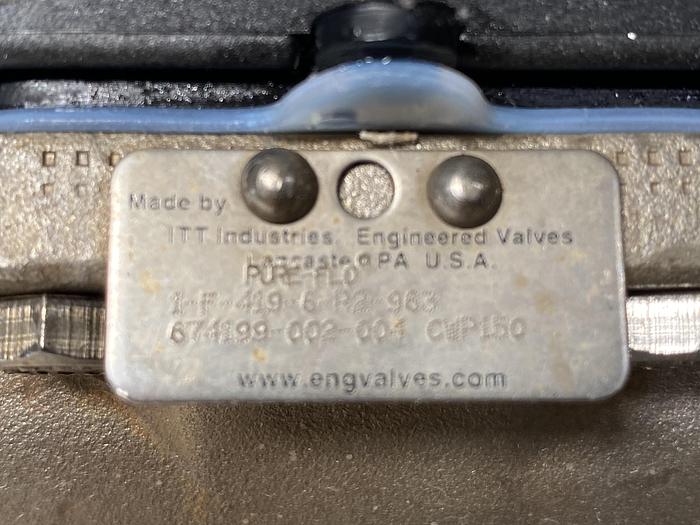 Made by
ITT Industries Engineered Valves
Lancaster PA U.S.A.
PURE-FLO
1-F-419-6-R2-963
674199-002-004 CWP150
www.engvalves.com